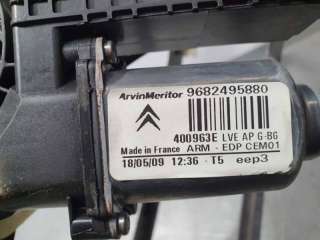 ArvinMeritor 9682495880
400963E LVE AP G-BG
Made in France ARM - EDP CEM01
18/05/09 12:36 - T5 eep3